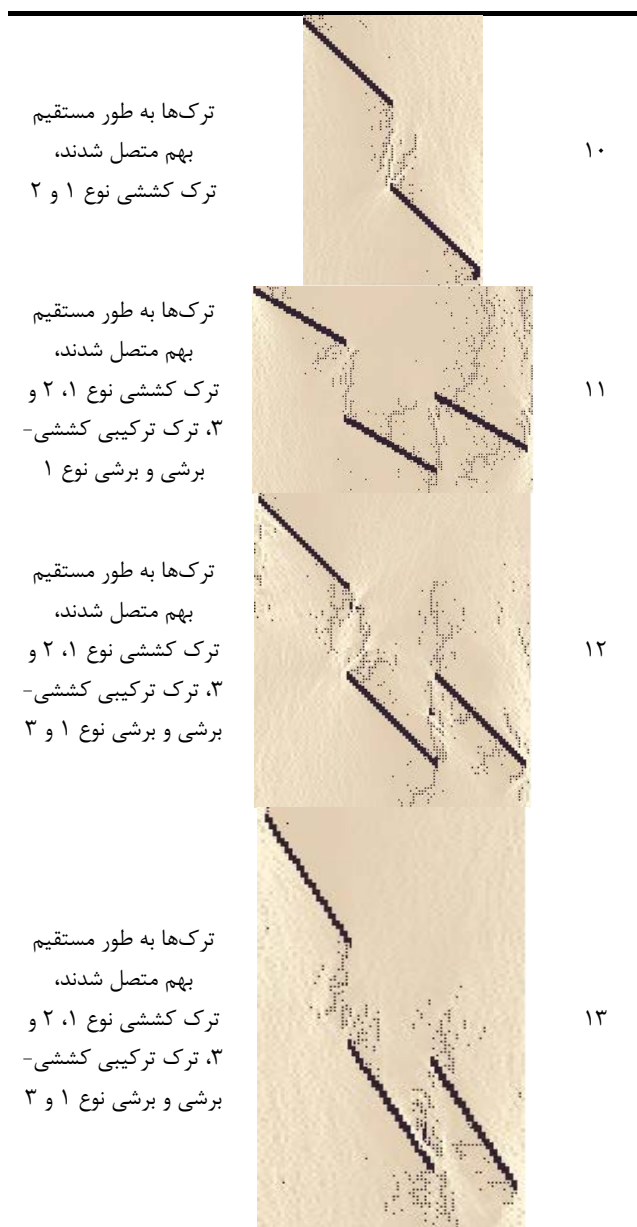 ۱۰
ترک‌ها به طور مستقیم
بهم متصل شدند،
ترک کششی نوع ۱ و ۲
۱۱
ترک‌ها به طور مستقیم
بهم متصل شدند،
ترک کششی نوع ۱، ۲ و
۳، ترک ترکیبی کششی-
برشی و برشی نوع ۱
۱۲
ترک‌ها به طور مستقیم
بهم متصل شدند،
ترک کششی نوع ۱، ۲ و
۳، ترک ترکیبی کششی-
برشی و برشی نوع ۱ و ۳
۱۳
ترک‌ها به طور مستقیم
بهم متصل شدند،
ترک کششی نوع ۱، ۲ و
۳، ترک ترکیبی کششی-
برشی و برشی نوع ۱ و ۳